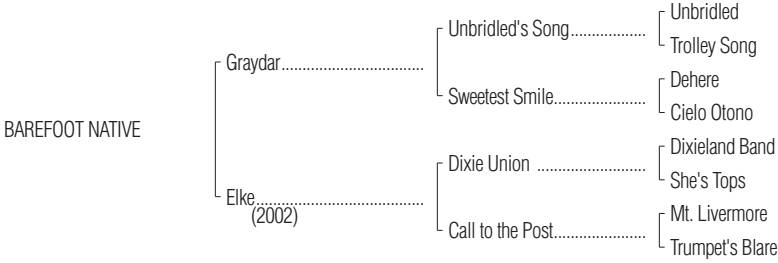 Unbridled
Unbridled's Song..................
Trolley Song
Graydar..................................
Dehere
Sweetest Smile......................
Cielo Otono
BAREFOOT NATIVE
Dixieland Band
Dixie Union ..........................
She's Tops
Elke........................................
(2002)
Mt. Livermore
Call to the Post......................
Trumpet's Blare